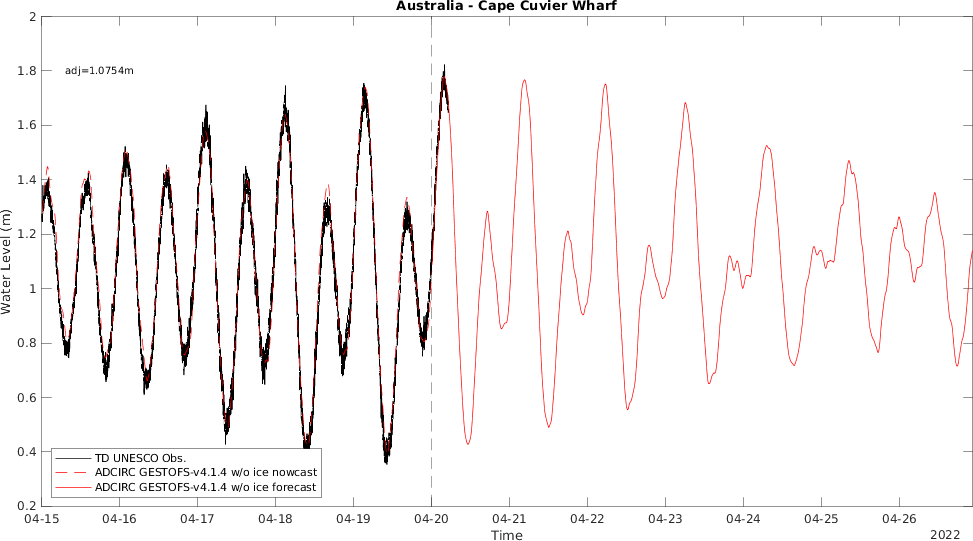 Australia - Cape Cuvier Wharf
2
1.8
1.6
1.4
1.2
1
0.8
0.6
0.4
0.2
Water Level (m)
adj=1.0754m
TD UNESCO Obs.
ADCIRC GESTOFS-v4.1.4 w/o ice nowcast
ADCIRC GESTOFS-v4.1.4 w/o ice forecast
04-15 04-16 04-17 04-18 04-19 04-20 04-21 04-22 04-23 04-24 04-25 04-26
Time
2022